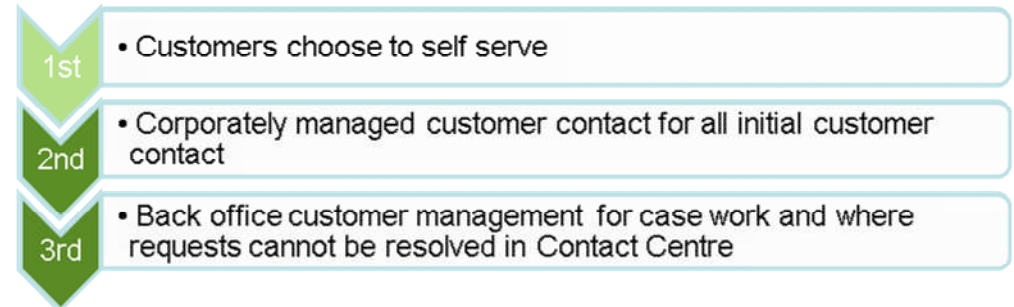 1st
• Customers choose to self serve
2nd
• Corporately managed customer contact for all initial customer
contact
3rd
• Back office customer management for case work and where
requests cannot be resolved in Contact Centre